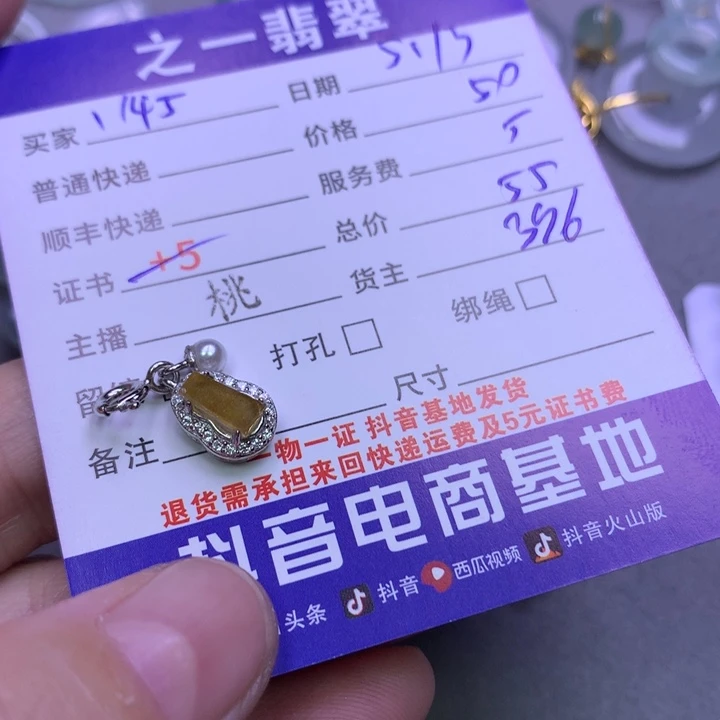 之一翡翠
买家 1145 日期 51/5
普通快递 价格 50
顺丰快递 服务费 5
证书 +5 总价 55
主播 桃 货主 396
打孔 □ 绑绳 □
尺寸
备注
一物一证 抖音基地发货
退货需承担来回快递运费及5元证书费
抖音电商基地
头条 抖音 西瓜视频 抖音火山版